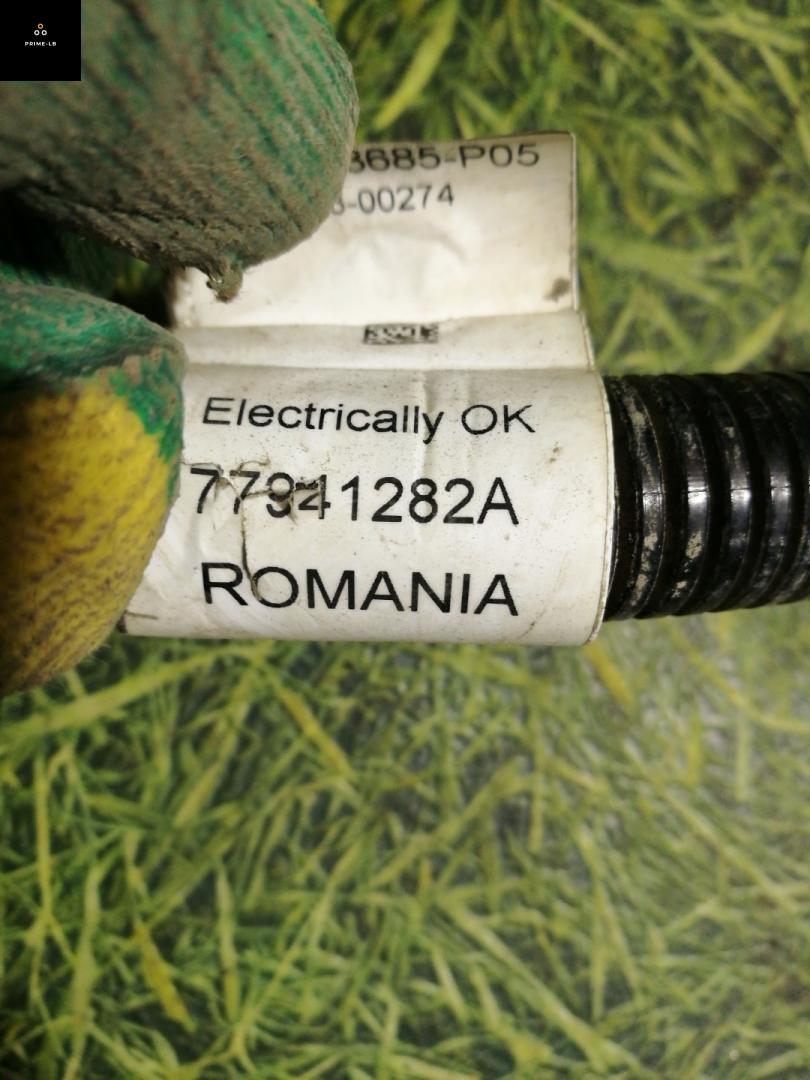 PRIME-LB
3685-P05
3-00274
Electrically OK
77941282A
ROMANIA